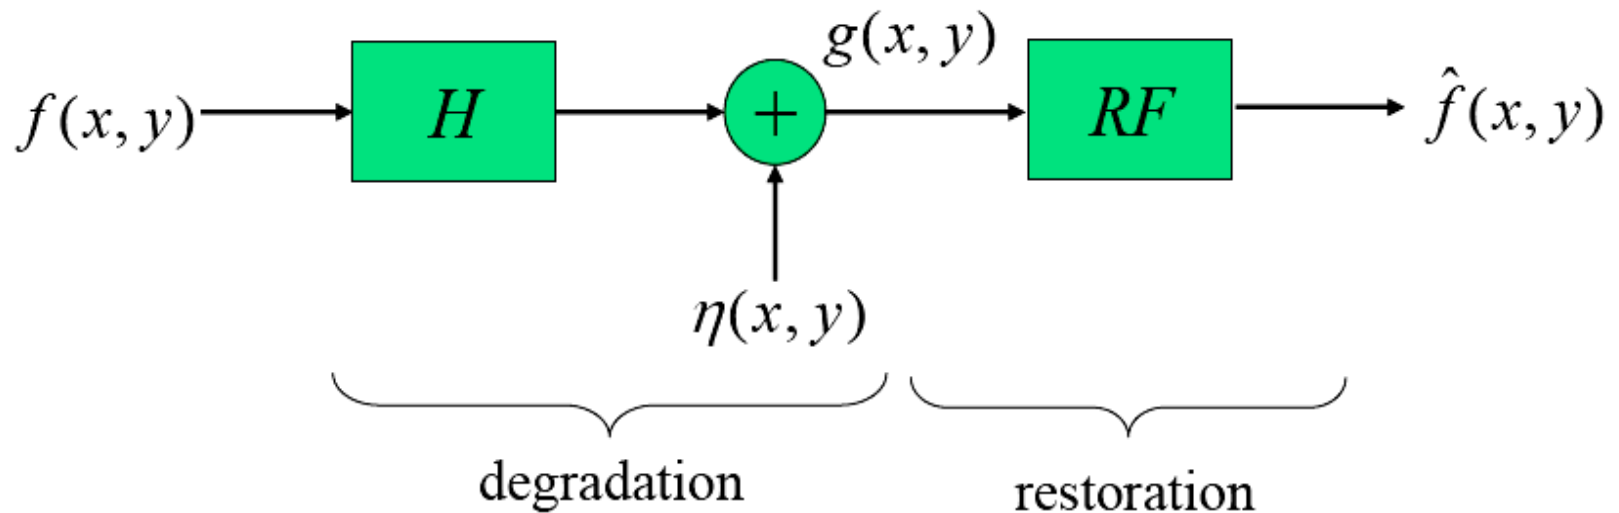 f(x, y) H + g(x, y) RF f̂(x, y)
η(x, y)
degradation restoration